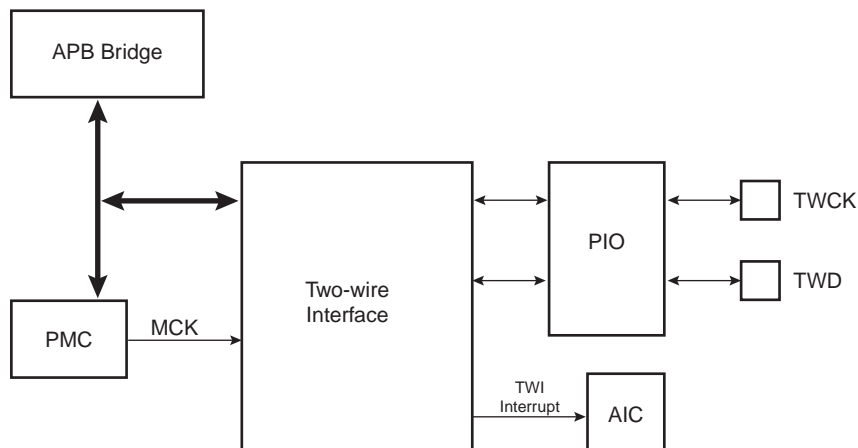 APB Bridge
TWCK
PIO
TWD
Two-wire
Interface
MCK
PMC
TWI
Interrupt
AIC